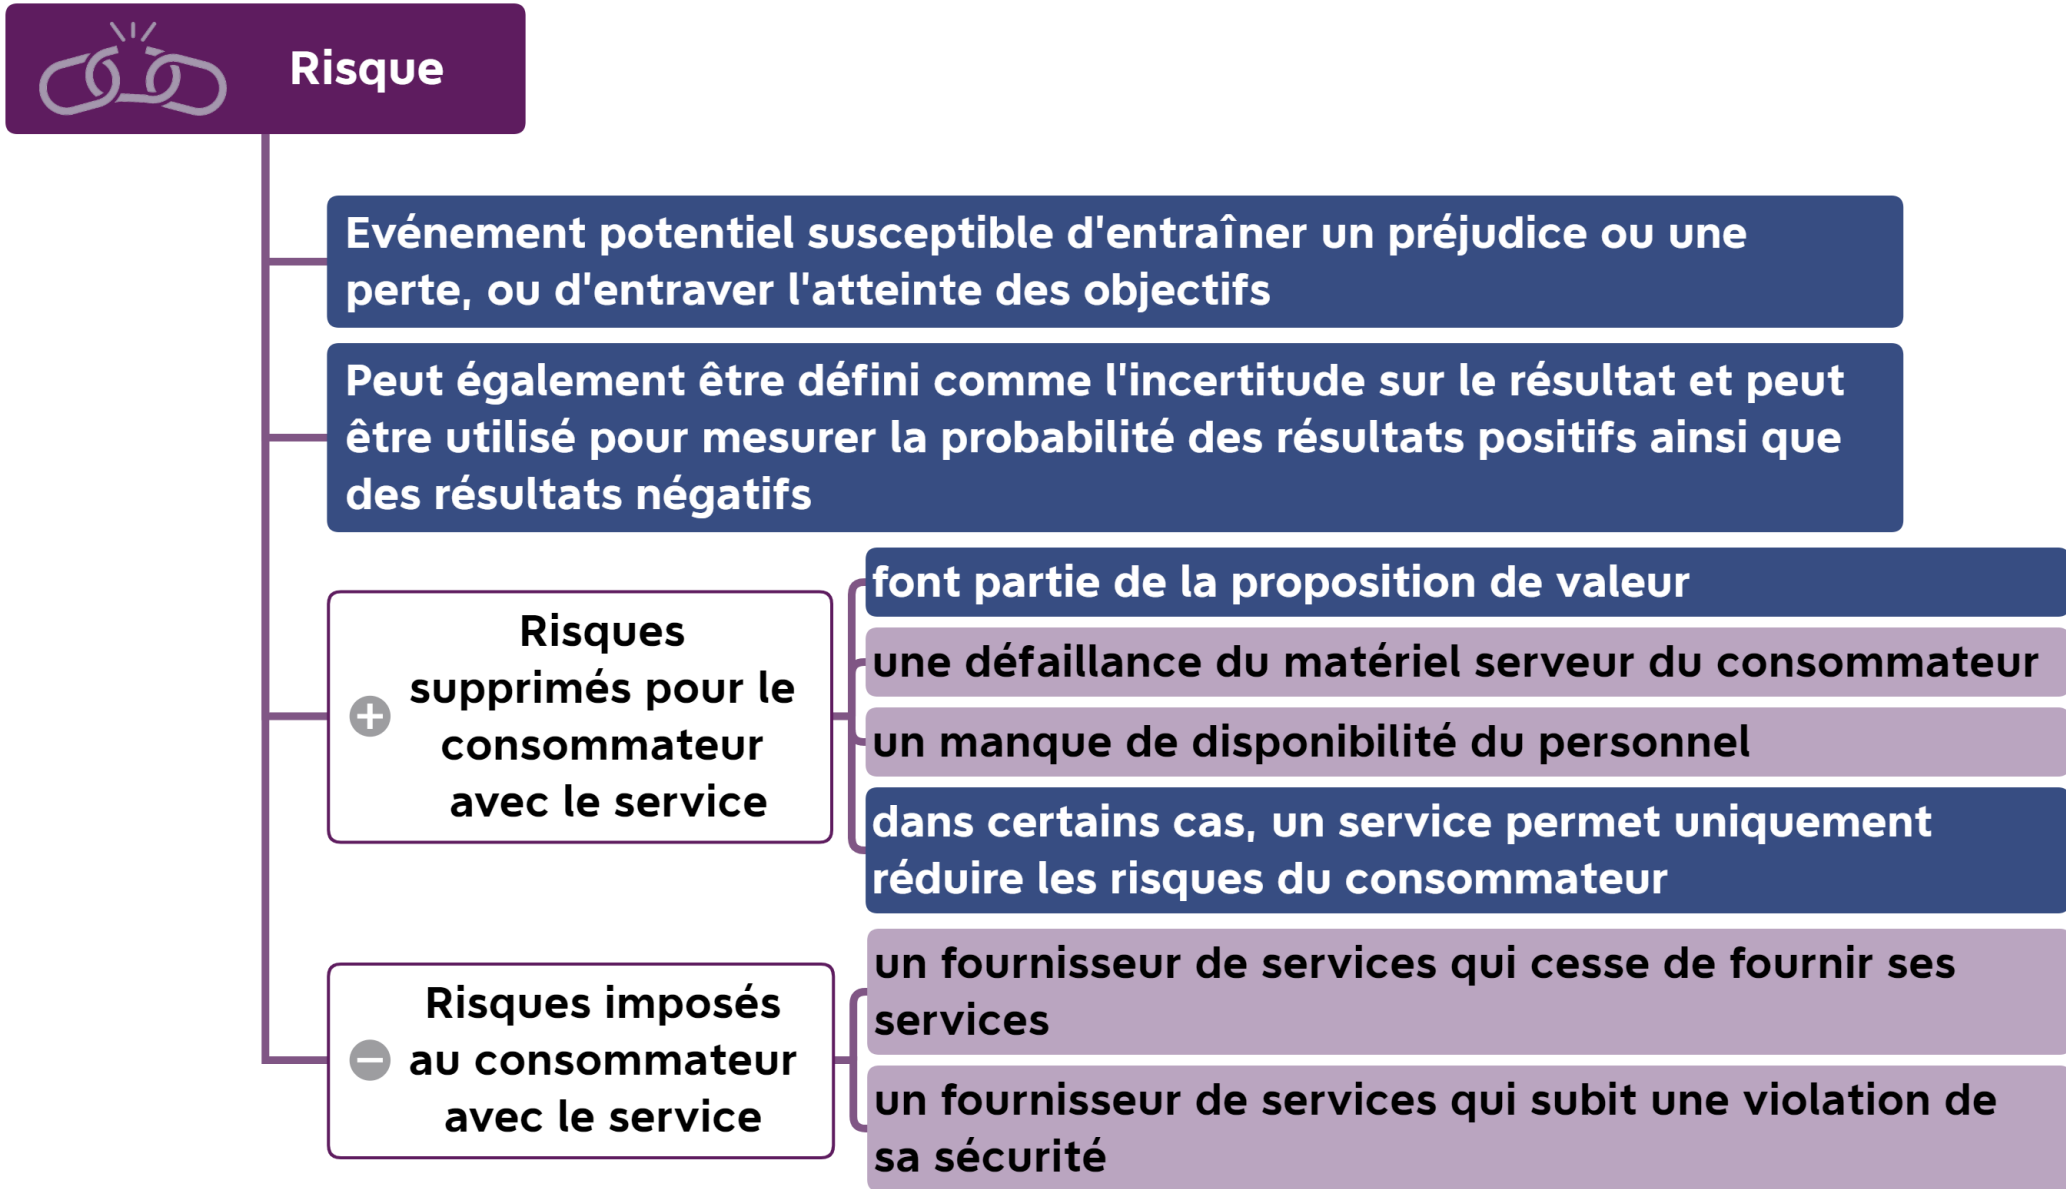 Risque
Evénement potentiel susceptible d'entraîner un préjudice ou une
perte, ou d'entraver l'atteinte des objectifs
Peut également être défini comme l'incertitude sur le résultat et peut
être utilisé pour mesurer la probabilité des résultats positifs ainsi que
des résultats négatifs
Risques
supprimés pour le
consommateur
avec le service
font partie de la proposition de valeur
une défaillance du matériel serveur du consommateur
un manque de disponibilité du personnel
dans certains cas, un service permet uniquement
réduire les risques du consommateur
Risques imposés
au consommateur
avec le service
un fournisseur de services qui cesse de fournir ses
services
un fournisseur de services qui subit une violation de
sa sécurité